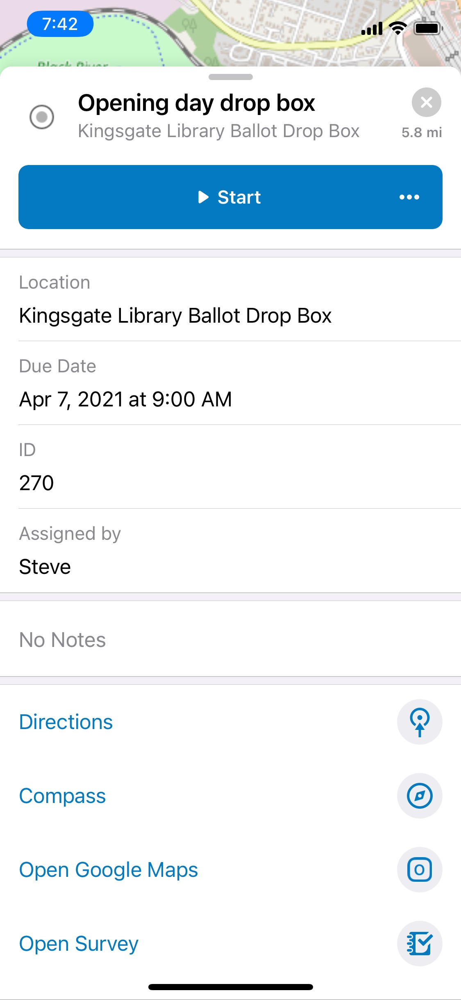 7:42
Black River
Opening day drop box
Kingsgate Library Ballot Drop Box
5.8 mi
Start
Location
Kingsgate Library Ballot Drop Box
Due Date
Apr 7, 2021 at 9:00 AM
ID
270
Assigned by
Steve
No Notes
Directions
Compass
Open Google Maps
Open Survey